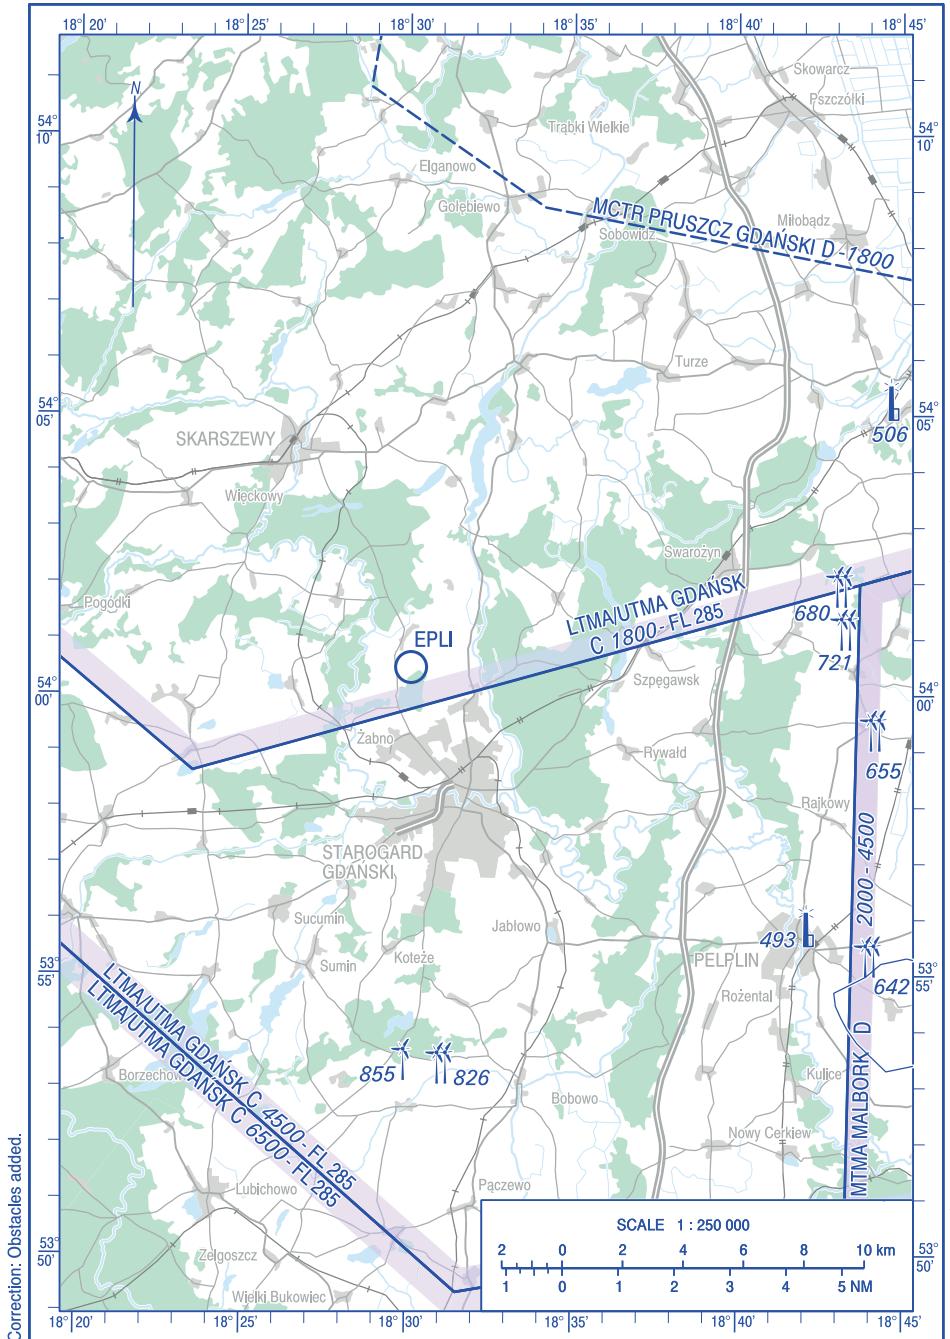 18° 20'
18° 25'
18° 30'
18° 35'
18° 40'
18° 45'
N
54°
10'
54°
10'
Skowarcz
Pszczółki
Trąbki Wielkie
Elganowo
Gołębiewo
MCTR PRUSZCZ GDAŃSKI D -1800
Miłobądz
Sobowidz
Turze
54°
05'
54°
05'
506
SKARSZEWY
Więckowy
Swarożyn
Pogódki
LTMA/UTMA GDAŃSK
C 1800 - FL 285
680
721
EPLI
Szpęgawsk
54°
00'
54°
00'
Żabno
Rywałd
655
Rajkowy
STAROGARD
GDAŃSKI
2000 - 4500
Sucumin
Jabłowo
493
Koteże
Sumin
PELPLIN
53°
55'
53°
55'
642
Rożental
LTMA/UTMA GDAŃSK C 4500 - FL 285
LTMA/UTMA GDAŃSK C 6500 - FL 285
MTMA MALBORK D
855
826
Borzechow
Kulice
Bobowo
Nowy Cerkiew
Lubichowo
Pączewo
Zelgoszcz
Wielki Bukowiec
53°
50'
53°
50'
SCALE 1 : 250 000
2 0 2 4 6 8 10 km
1 0 1 2 3 4 5 NM
18° 20'
18° 25'
18° 30'
18° 35'
18° 40'
18° 45'
Correction: Obstacles added.